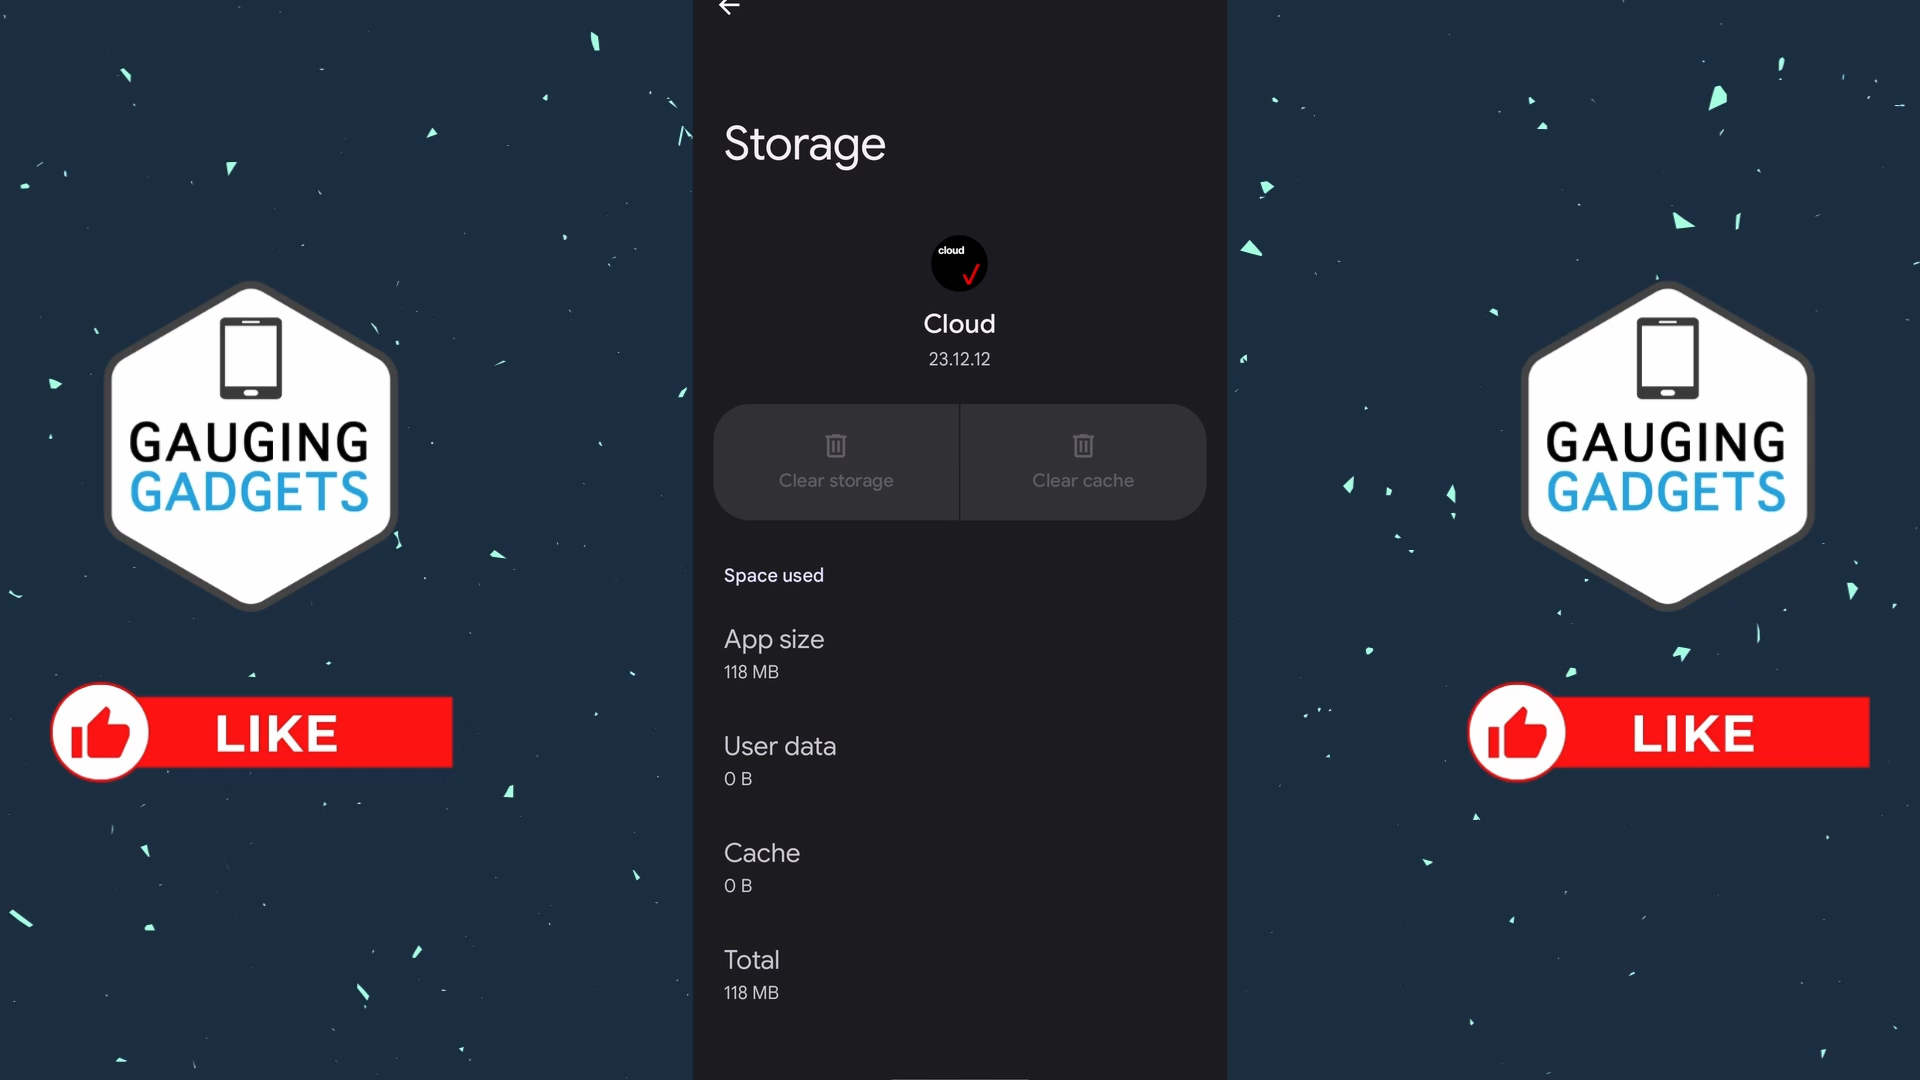 Storage
cloud
Cloud
23.12.12
Clear storage
Clear cache
Space used
App size
118 MB
User data
0 B
Cache
0 B
Total
118 MB
GAUGING
GADGETS
LIKE
GAUGING
GADGETS
LIKE